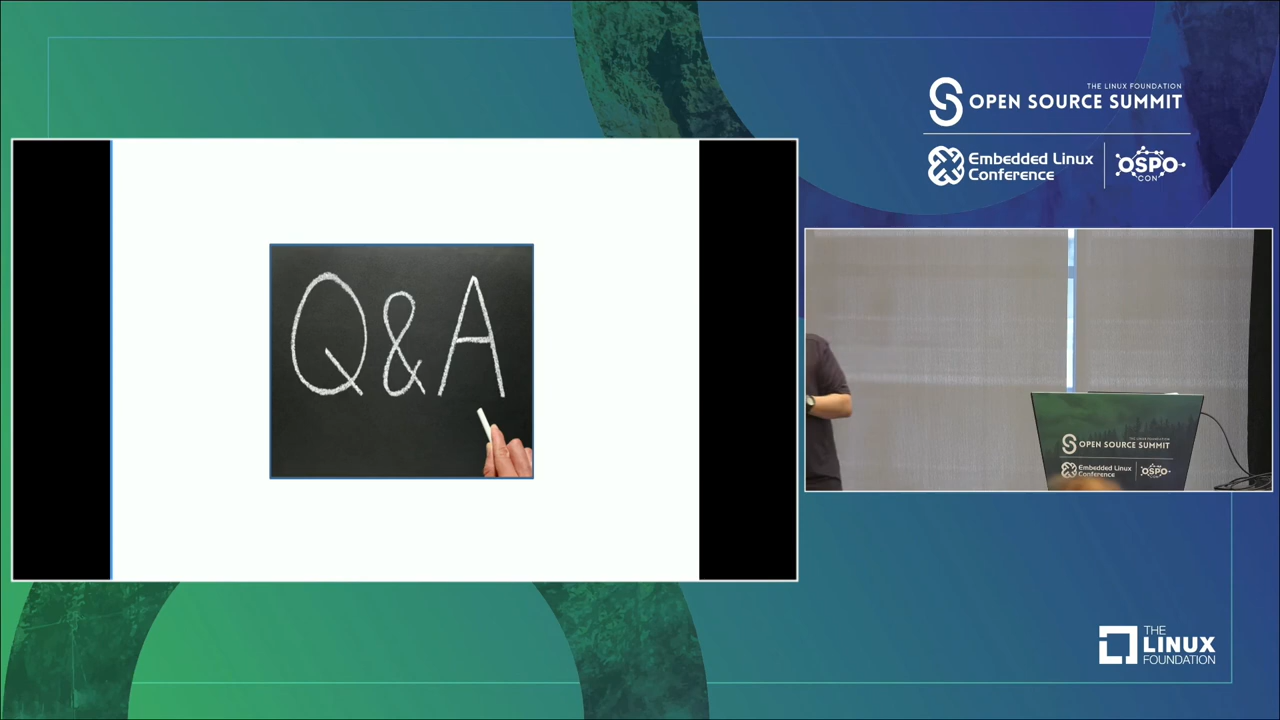 THE LINUX FOUNDATION
OPEN SOURCE SUMMIT
Embedded Linux
Conference
OSPO
CON
Q&A
OPEN SOURCE SUMMIT
Embedded Linux
Conference
OSPO
THE
LINUX
FOUNDATION